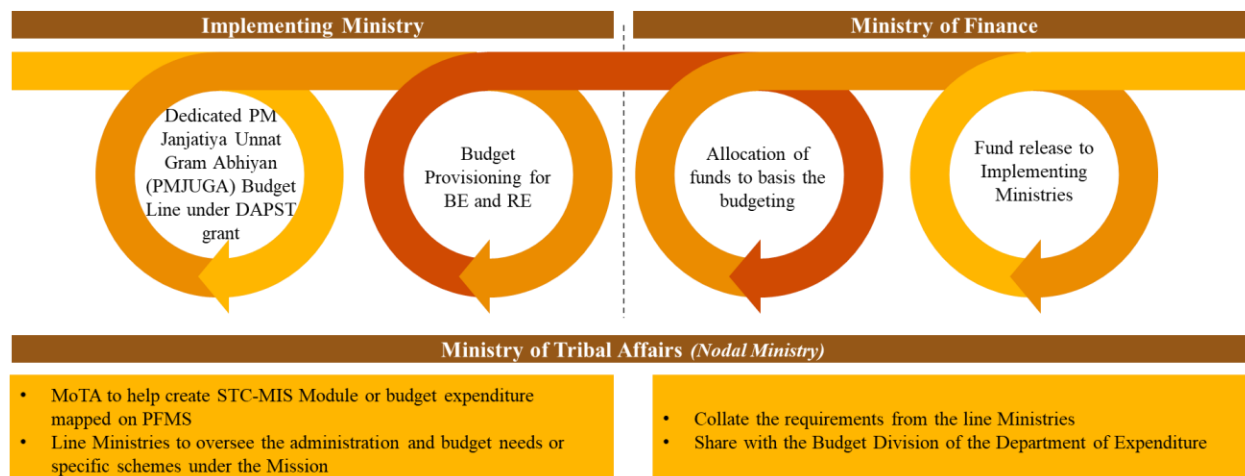 Implementing Ministry
Ministry of Finance
Dedicated PM
Janjatiya Unnat
Gram Abhiyan
(PMJUGA) Budget
Line under DAPST
grant
Budget
Provisioning for
BE and RE
Allocation of
funds to basis the
budgeting
Fund release to
Implementing
Ministries
Ministry of Tribal Affairs (Nodal Ministry)
• MoTA to help create STC-MIS Module or budget expenditure
mapped on PFMS
• Line Ministries to oversee the administration and budget needs or
specific schemes under the Mission
• Collate the requirements from the line Ministries
• Share with the Budget Division of the Department of Expenditure